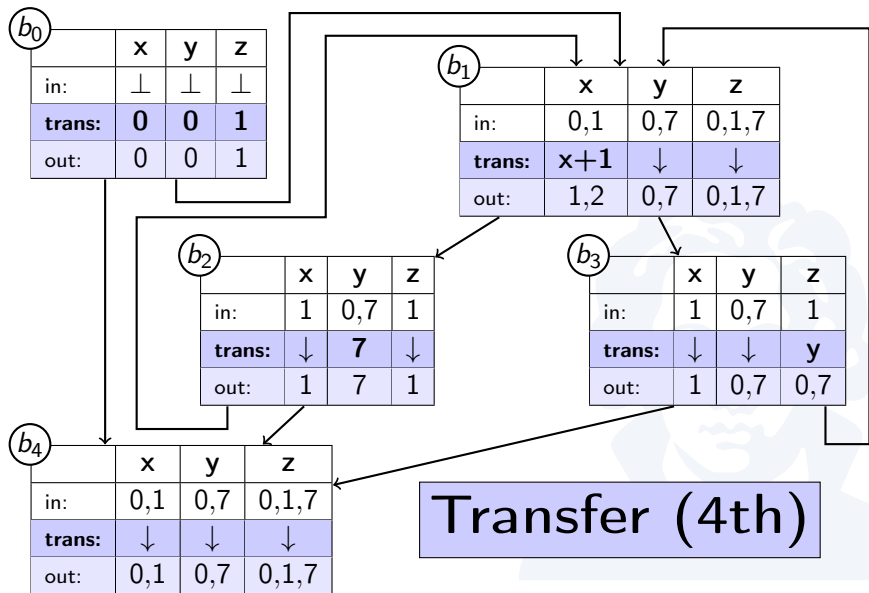 b0
x y z
in: ⊥ ⊥ ⊥
trans: 0 0 1
out: 0 0 1
b1
x y z
in: 0,1 0,7 0,1,7
trans: x+1 ↓ ↓
out: 1,2 0,7 0,1,7
b2
x y z
in: 1 0,7 1
trans: ↓ 7 ↓
out: 1 7 1
b3
x y z
in: 1 0,7 1
trans: ↓ ↓ y
out: 1 0,7 0,7
b4
x y z
in: 0,1 0,7 0,1,7
trans: ↓ ↓ ↓
out: 0,1 0,7 0,1,7
Transfer (4th)